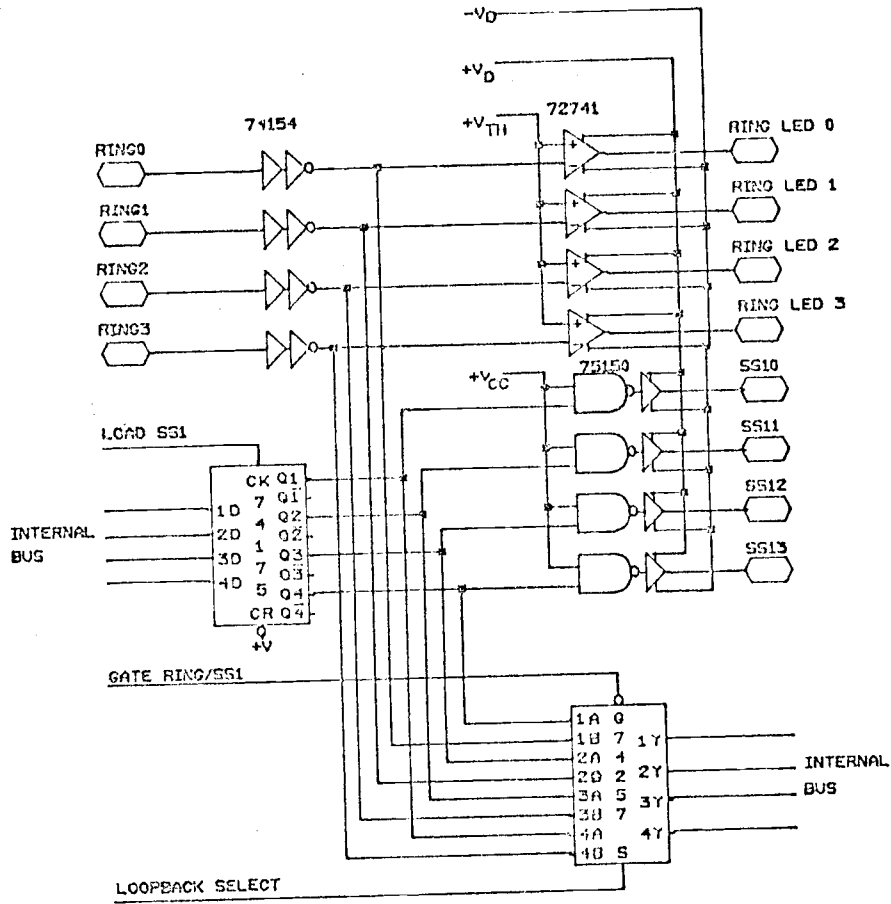 -VD
+VD
74154
72741
+VTH
RING0
RING LED 0
RING1
RING LED 1
RING2
RING LED 2
RING3
RING LED 3
+VCC
75150
SS10
LOAD SS1
SS11
CK Q1
7 Q1
1D
4 Q2
SS12
INTERNAL
2D
1 Q2
BUS
3D
7 Q3
SS13
Q3
4D
5 Q4
CR Q4
+V
GATE RING/SS1
1A G
1B 7 1Y
2A 4
INTERNAL
2B 2 2Y
BUS
3A 5 3Y
3B 7
4A 4Y
4B S
LOOPBACK SELECT